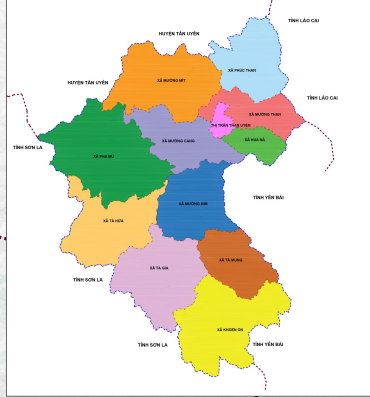 TỈNH LÀO CAI
HUYỆN TÂN UYÊN
XÃ PHÚC THAN
HUYỆN TÂN UYÊN
XÃ MƯỜNG MÍT
TỈNH LÀO CAI
XÃ MƯỜNG THAN
THỊ TRẤN THAN UYÊN
XÃ MƯỜNG CANG
XÃ HUA NÀ
TỈNH SƠN LA
XÃ PHA MU
TỈNH YÊN BÁI
XÃ MƯỜNG KIM
XÃ TÀ HỪA
XÃ TÀ MUNG
XÃ TÀ GIA
TỈNH SƠN LA
XÃ KHOEN ON
TỈNH SƠN LA
TỈNH YÊN BÁI